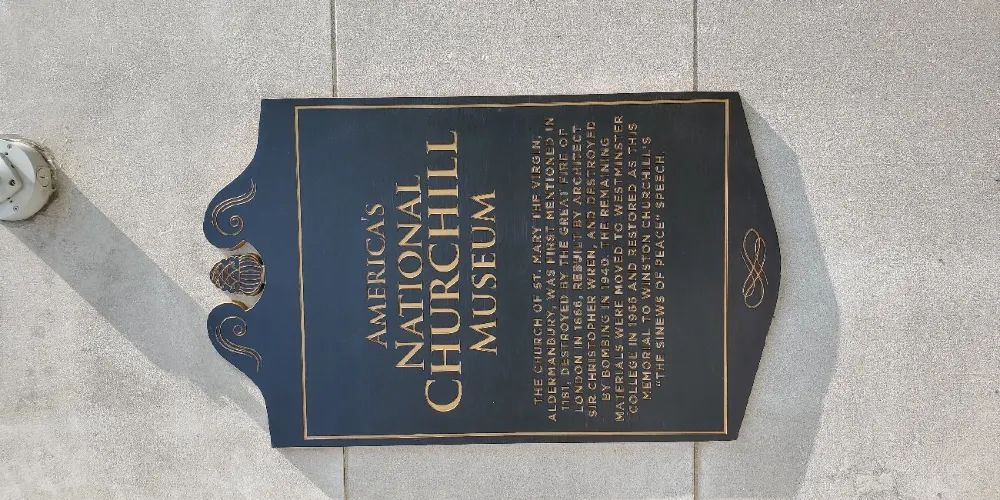 AMERICA'S
NATIONAL
CHURCHILL
MUSEUM
THE CHURCH OF ST. MARY THE VIRGIN,
ALDERMANBURY, WAS FIRST MENTIONED IN
1181, DESTROYED BY THE GREAT FIRE OF
LONDON IN 1666, REBUILT BY ARCHITECT
SIR CHRISTOPHER WREN, AND DESTROYED
BY BOMBING IN 1940. THE REMAINING
MATERIALS WERE MOVED TO WESTMINSTER
COLLEGE IN 1966 AND RESTORED AS THIS
MEMORIAL TO WINSTON CHURCHILL'S
"THE SINEWS OF PEACE" SPEECH.